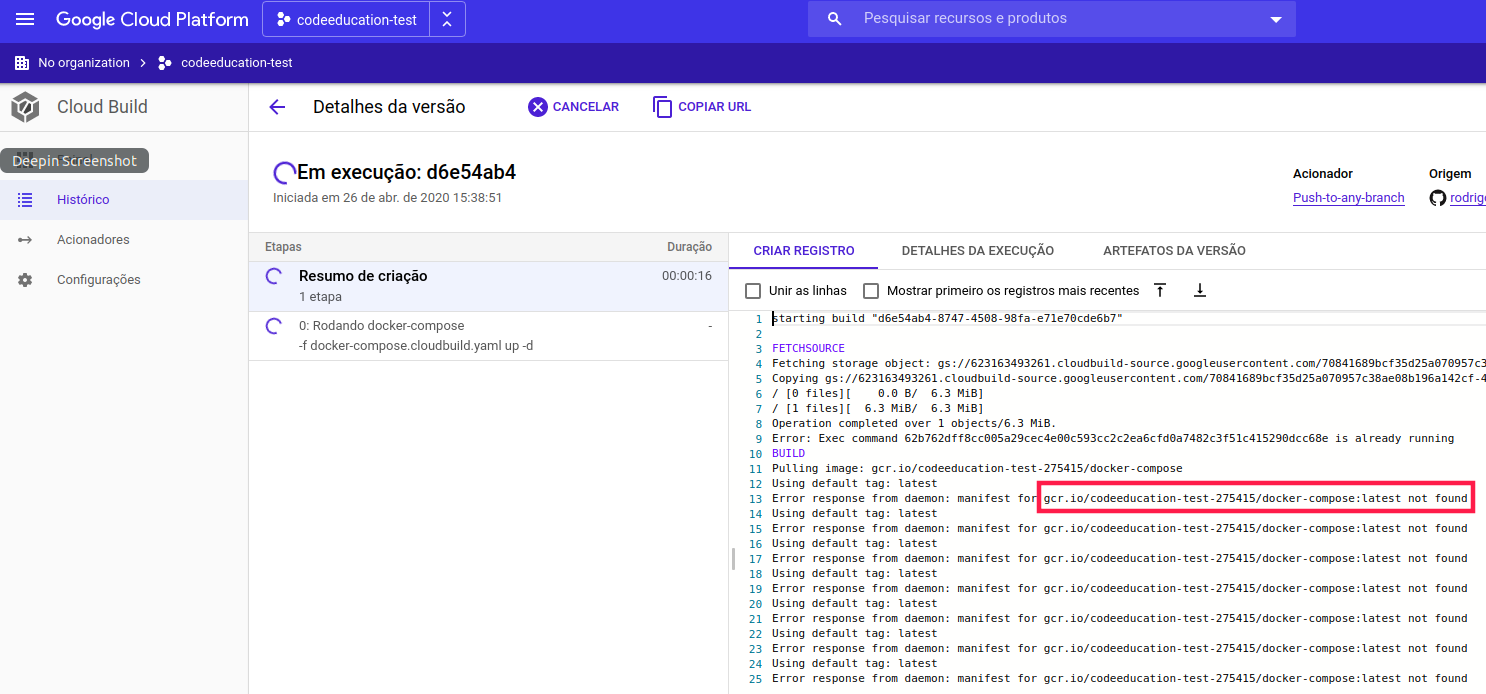 Google Cloud Platform
codeeducation-test
Pesquisar recursos e produtos
No organization
codeeducation-test
Cloud Build
Detalhes da versão
CANCELAR
COPIAR URL
Deepin Screenshot
Histórico
Acionadores
Configurações
Em execução: d6e54ab4
Iniciada em 26 de abr. de 2020 15:38:51
Acionador
Origem
Push-to-any-branch
rodrig
Etapas
Duração
Resumo de criação
00:00:16
1 etapa
0: Rodando docker-compose
-
-f docker-compose.cloudbuild.yaml up -d
CRIAR REGISTRO
DETALHES DA EXECUÇÃO
ARTEFATOS DA VERSÃO
Unir as linhas
Mostrar primeiro os registros mais recentes
1 starting build "d6e54ab4-8747-4508-98fa-e71e70cde6b7"
2
3 FETCHSOURCE
4 Fetching storage object: gs://623163493261.cloudbuild-source.googleusercontent.com/70841689bcf35d25a070957c3
5 Copying gs://623163493261.cloudbuild-source.googleusercontent.com/70841689bcf35d25a070957c38ae08b196a142cf-4
6 / [0 files][    0.0 B/  6.3 MiB]
7 / [1 files][  6.3 MiB/  6.3 MiB]
8 Operation completed over 1 objects/6.3 MiB.
9 Error: Exec command 62b762dff8cc005a29cec4e00c593cc2c2ea6cfd0a7482c3f51c415290dcc68e is already running
10 BUILD
11 Pulling image: gcr.io/codeeducation-test-275415/docker-compose
12 Using default tag: latest
13 Error response from daemon: manifest for gcr.io/codeeducation-test-275415/docker-compose:latest not found
14 Using default tag: latest
15 Error response from daemon: manifest for gcr.io/codeeducation-test-275415/docker-compose:latest not found
16 Using default tag: latest
17 Error response from daemon: manifest for gcr.io/codeeducation-test-275415/docker-compose:latest not found
18 Using default tag: latest
19 Error response from daemon: manifest for gcr.io/codeeducation-test-275415/docker-compose:latest not found
20 Using default tag: latest
21 Error response from daemon: manifest for gcr.io/codeeducation-test-275415/docker-compose:latest not found
22 Using default tag: latest
23 Error response from daemon: manifest for gcr.io/codeeducation-test-275415/docker-compose:latest not found
24 Using default tag: latest
25 Error response from daemon: manifest for gcr.io/codeeducation-test-275415/docker-compose:latest not found